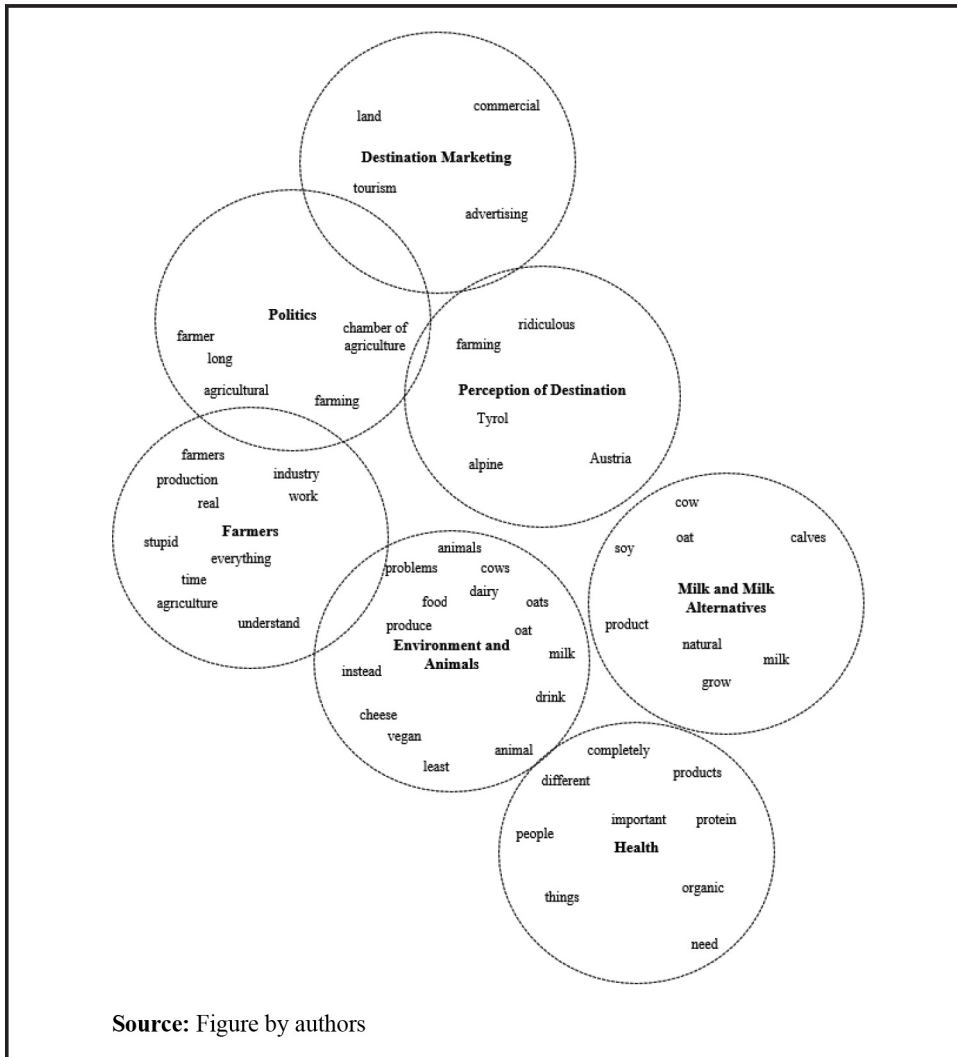 commercial
land
Destination Marketing
tourism
advertising
Politics
chamber of
agriculture
farmer
long
agricultural
farming
ridiculous
farming
Perception of Destination
Tyrol
alpine
Austria
farmers
industry
production
work
real
Farmers
stupid
everything
time
agriculture
understand
cow
oat
calves
soy
Milk and Milk
Alternatives
product
natural
milk
grow
animals
problems
cows
dairy
food
oats
produce
oat
Environment and
Animals
milk
instead
drink
cheese
vegan
animal
least
completely
different
products
important
protein
people
Health
things
organic
need
Source: Figure by authors